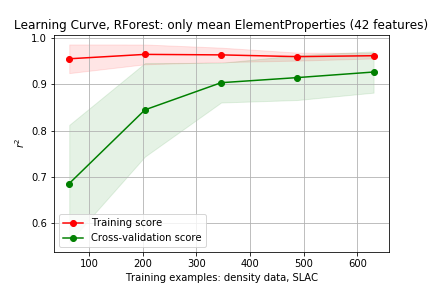 Learning Curve, RForest: only mean ElementProperties (42 features)
1.0
0.9
0.8
0.7
0.6
r²
Training score
Cross-validation score
100 200 300 400 500 600
Training examples: density data, SLAC